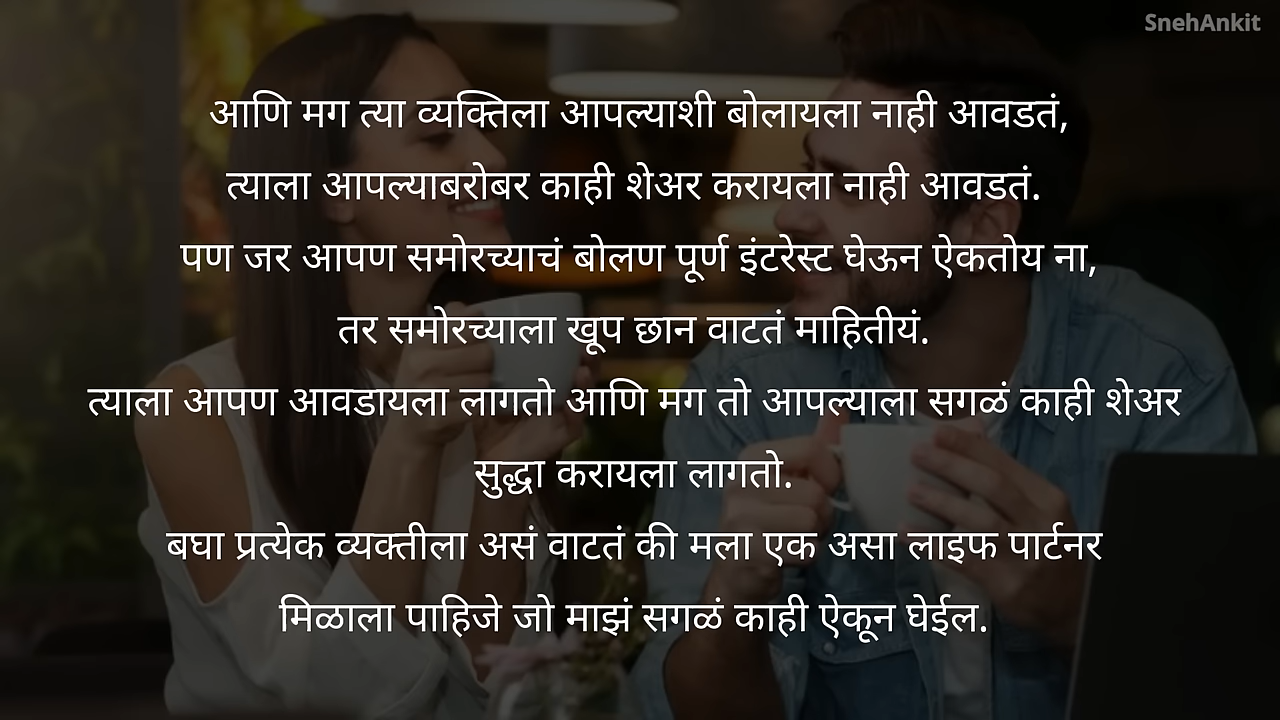 SnehAnkit
आणि मग त्या व्यक्तिला आपल्याशी बोलायला नाही आवडतं,
त्याला आपल्याबरोबर काही शेअर करायला नाही आवडतं.
पण जर आपण समोरच्याचं बोलण पूर्ण इंटरेस्ट घेऊन ऐकतोय ना,
तर समोरच्याला खूप छान वाटतं माहितीयं.
त्याला आपण आवडायला लागतो आणि मग तो आपल्याला सगळं काही शेअर
सुद्धा करायला लागतो.
बघा प्रत्येक व्यक्तीला असं वाटतं की मला एक असा लाइफ पार्टनर
मिळाला पाहिजे जो माझं सगळं काही ऐकून घेईल.